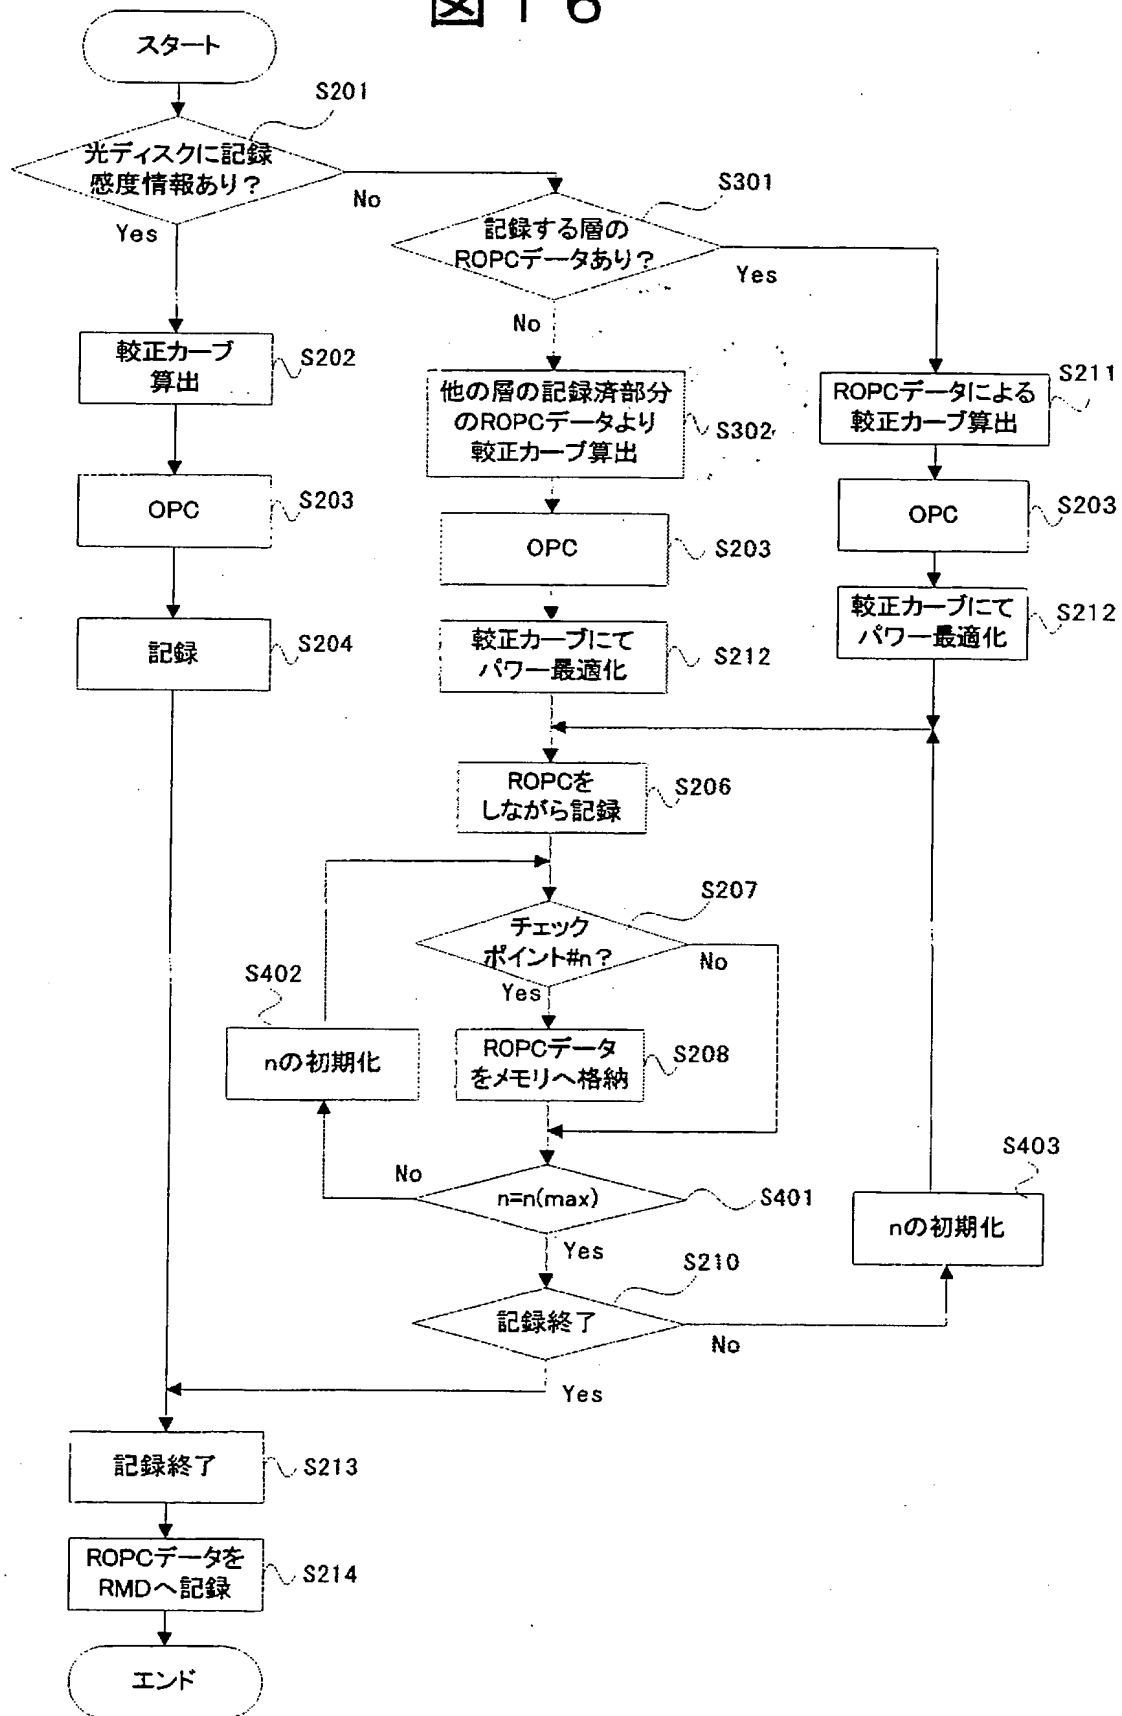 図16
スタート
S201
光ディスクに記録
感度情報あり?
No
Yes
S301
記録する層の
ROPCデータあり?
Yes
No
較正カーブ
算出
S202
他の層の記録済部分
のROPCデータより
較正カーブ算出
S302
ROPCデータによる
較正カーブ算出
S211
OPC
S203
OPC
S203
OPC
S203
記録
S204
較正カーブにて
パワー最適化
S212
較正カーブにて
パワー最適化
S212
ROPCを
しながら記録
S206
チェック
ポイント#n?
S207
No
Yes
S402
nの初期化
ROPCデータ
をメモリへ格納
S208
No
n=n(max)
S401
Yes
S403
nの初期化
S210
記録終了
No
Yes
記録終了
S213
ROPCデータを
RMDへ記録
S214
エンド